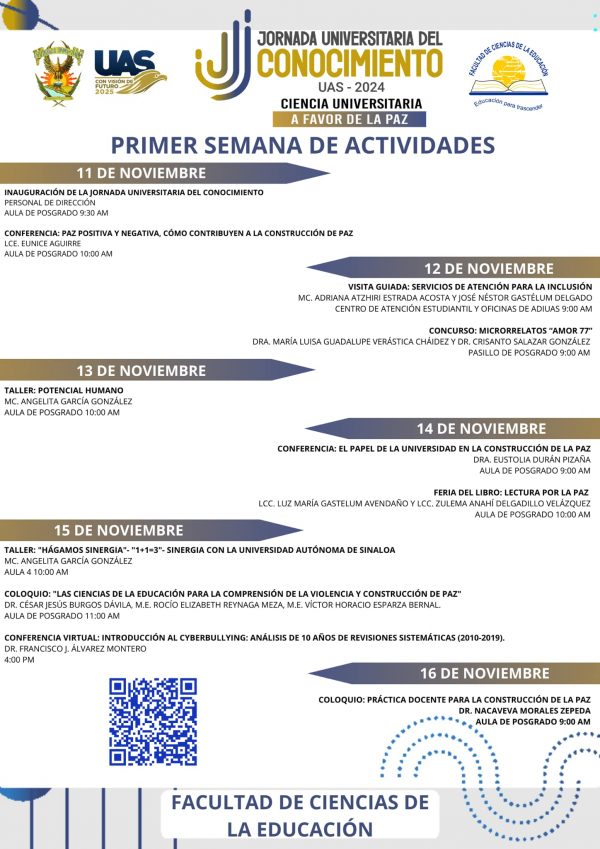 UAS
CON VISIÓN DE
FUTURO
2025
JORNADA UNIVERSITARIA DEL
CONOCIMIENTO
UAS - 2024
CIENCIA UNIVERSITARIA
A FAVOR DE LA PAZ
FACULTAD DE CIENCIAS DE LA EDUCACIÓN
Educación para trascender
PRIMER SEMANA DE ACTIVIDADES
11 DE NOVIEMBRE
INAUGURACIÓN DE LA JORNADA UNIVERSITARIA DEL CONOCIMIENTO
PERSONAL DE DIRECCIÓN
AULA DE POSGRADO 9:30 AM
CONFERENCIA: PAZ POSITIVA Y NEGATIVA, CÓMO CONTRIBUYEN A LA CONSTRUCCIÓN DE PAZ
LCE. EUNICE AGUIRRE
AULA DE POSGRADO 10:00 AM
12 DE NOVIEMBRE
VISITA GUIADA: SERVICIOS DE ATENCIÓN PARA LA INCLUSIÓN
MC. ADRIANA ATZHIRI ESTRADA ACOSTA Y JOSÉ NÉSTOR GASTÉLUM DELGADO
CENTRO DE ATENCIÓN ESTUDIANTIL Y OFICINAS DE ADIUAS 9:00 AM
CONCURSO: MICRORRELATOS “AMOR 77”
DRA. MARÍA LUISA GUADALUPE VERÁSTICA CHÁIDEZ Y DR. CRISANTO SALAZAR GONZÁLEZ
PASILLO DE POSGRADO 9:00 AM
13 DE NOVIEMBRE
TALLER: POTENCIAL HUMANO
MC. ANGELITA GARCÍA GONZÁLEZ
AULA DE POSGRADO 10:00 AM
14 DE NOVIEMBRE
CONFERENCIA: EL PAPEL DE LA UNIVERSIDAD EN LA CONSTRUCCIÓN DE LA PAZ
DRA. EUSTOLIA DURÁN PIZAÑA
AULA DE POSGRADO 9:00 AM
FERIA DEL LIBRO: LECTURA POR LA PAZ
LCC. LUZ MARÍA GASTELUM AVENDAÑO Y LCC. ZULEMA ANAHÍ DELGADILLO VELÁZQUEZ
AULA DE POSGRADO 10:00 AM
15 DE NOVIEMBRE
TALLER: "HÁGAMOS SINERGIA"- "1+1=3"- SINERGIA CON LA UNIVERSIDAD AUTÓNOMA DE SINALOA
MC. ANGELITA GARCÍA GONZÁLEZ
AULA 4 10:00 AM
COLOQUIO: "LAS CIENCIAS DE LA EDUCACIÓN PARA LA COMPRENSIÓN DE LA VIOLENCIA Y CONSTRUCCIÓN DE PAZ"
DR. CÉSAR JESÚS BURGOS DÁVILA, M.E. ROCÍO ELIZABETH REYNAGA MEZA, M.E. VÍCTOR HORACIO ESPARZA BERNAL.
AULA DE POSGRADO 11:00 AM
CONFERENCIA VIRTUAL: INTRODUCCIÓN AL CYBERBULLYING: ANÁLISIS DE 10 AÑOS DE REVISIONES SISTEMÁTICAS (2010-2019).
DR. FRANCISCO J. ÁLVAREZ MONTERO
4:00 PM
16 DE NOVIEMBRE
COLOQUIO: PRÁCTICA DOCENTE PARA LA CONSTRUCCIÓN DE LA PAZ
DR. NACAVEVA MORALES ZEPEDA
AULA DE POSGRADO 9:00 AM
FACULTAD DE CIENCIAS DE
LA EDUCACIÓN